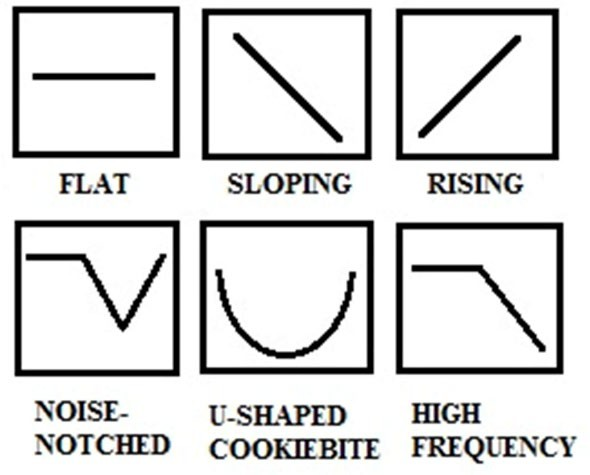 FLAT
SLOPING
RISING
NOISE-
NOTCHED
U-SHAPED
COOKIEBITE
HIGH
FREQUENCY